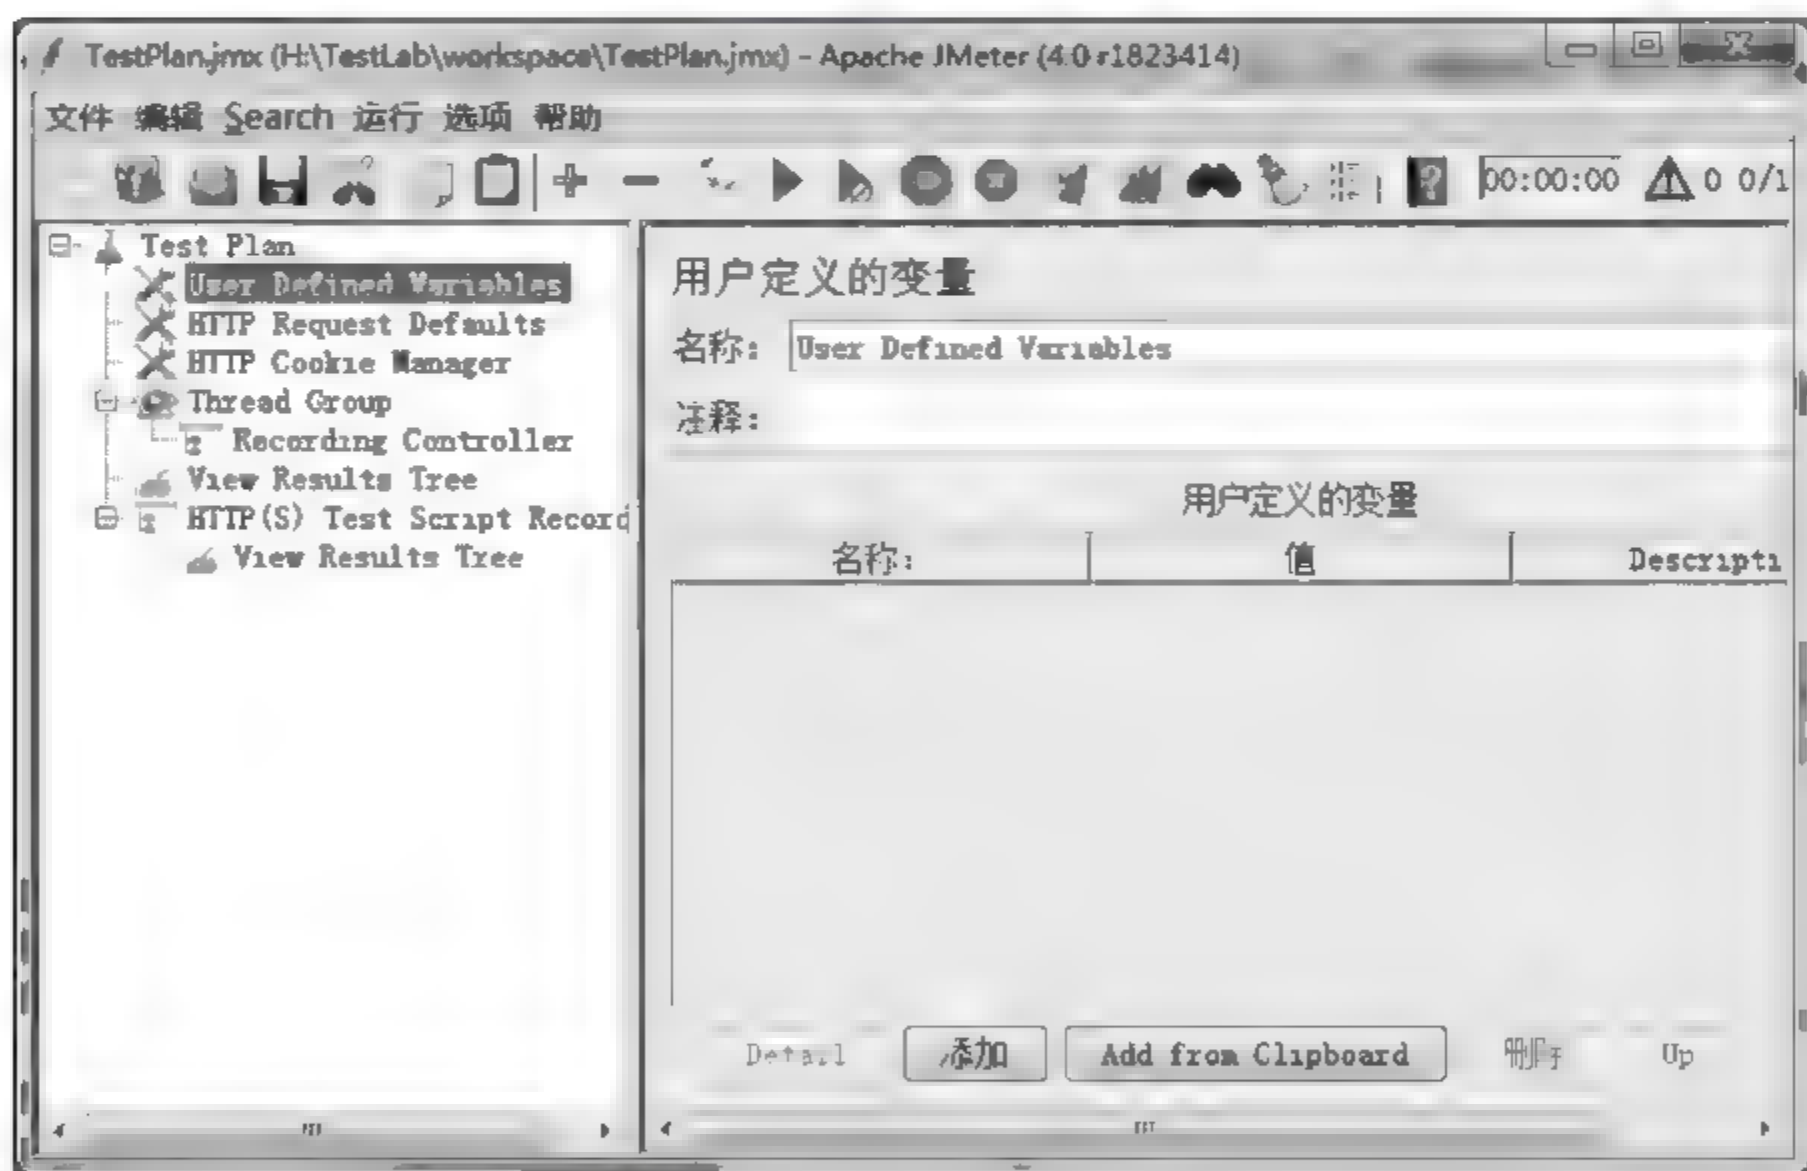 TestPlan.jmx (H:\TestLab\workspace\TestPlan.jmx) - Apache JMeter (4.0 r1823414)
文件 编辑 Search 运行 选项 帮助
00:00:00 0 0/1
Test Plan
User Defined Variables
HTTP Request Defaults
HTTP Cookie Manager
Thread Group
Recording Controller
View Results Tree
HTTP(S) Test Script Record
View Results Tree
用户定义的变量
名称: User Defined Variables
注释:
用户定义的变量
名称: 值 Descripti
Detail 添加 Add from Clipboard 删除 Up